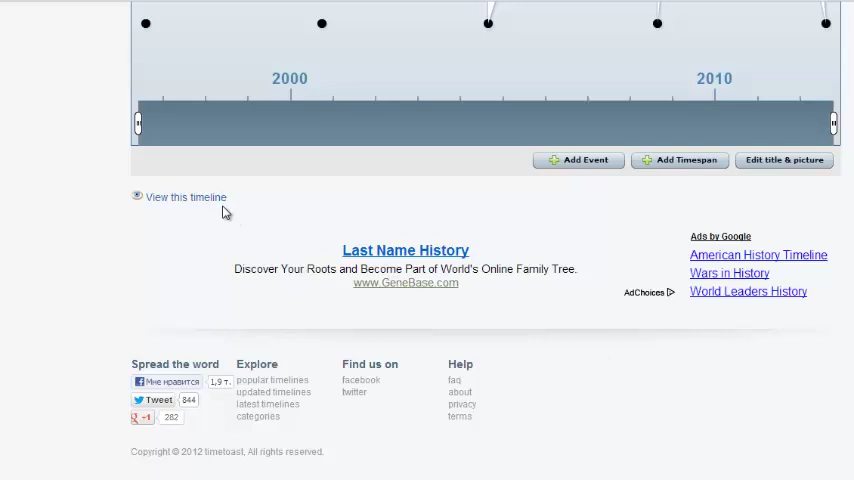 2000 2010
Add Event Add Timespan Edit title & picture
View this timeline
Last Name History
Discover Your Roots and Become Part of World's Online Family Tree.
www.GeneBase.com
AdChoices
Ads by Google
American History Timeline
Wars in History
World Leaders History
Spread the word
Мне нравится 1,9 т.
Tweet 844
+1 282
Explore
popular timelines
updated timelines
latest timelines
categories
Find us on
facebook
twitter
Help
faq
about
privacy
terms
Copyright © 2012 timetoast, All rights reserved.